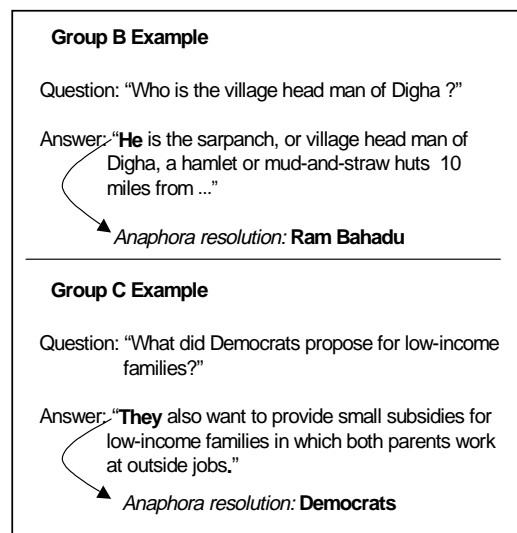 Group B Example
Question: “Who is the village head man of Digha ?”
Answer: “He is the sarpanch, or village head man of
Digha, a hamlet or mud-and-straw huts 10
miles from ...”
Anaphora resolution: Ram Bahadu
Group C Example
Question: “What did Democrats propose for low-income
families?”
Answer: “They also want to provide small subsidies for
low-income families in which both parents work
at outside jobs.”
Anaphora resolution: Democrats